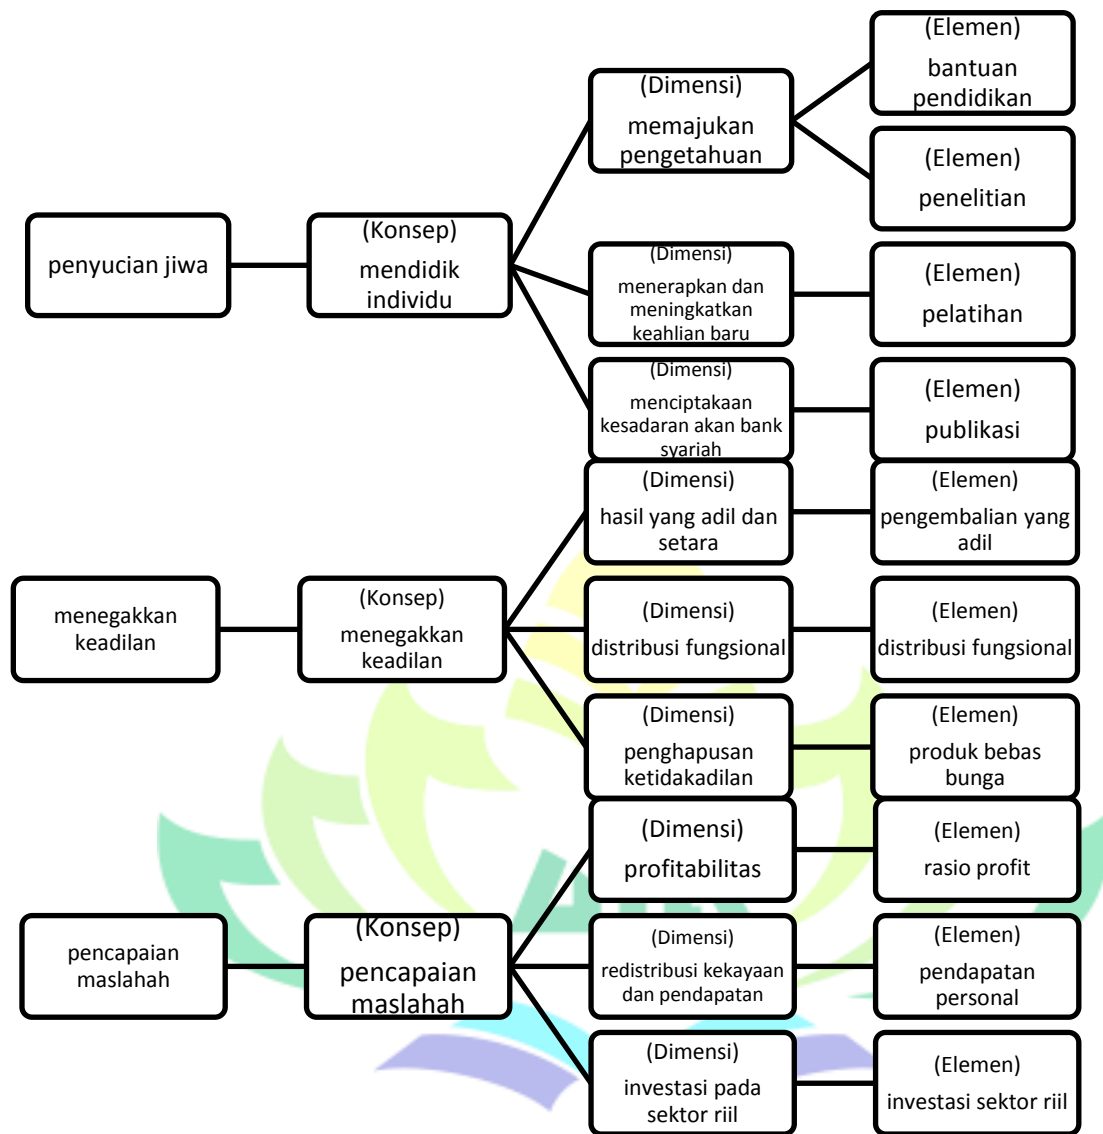 penyucian jiwa
(Konsep)
mendidik
individu
(Dimensi)
memajukan
pengetahuan
(Elemen)
bantuan
pendidikan
(Elemen)
penelitian
(Dimensi)
menerapkan dan
meningkatkan
keahlian baru
(Elemen)
pelatihan
(Dimensi)
menciptakaan
kesadaran akan bank
syariah
(Elemen)
publikasi
menegakkan
keadilan
(Konsep)
menegakkan
keadilan
(Dimensi)
hasil yang adil dan
setara
(Elemen)
pengembalian yang
adil
(Dimensi)
distribusi fungsional
(Elemen)
distribusi fungsional
(Dimensi)
penghapusan
ketidakadilan
(Elemen)
produk bebas
bunga
pencapaian
maslahah
(Konsep)
pencapaian
maslahah
(Dimensi)
profitabilitas
(Elemen)
rasio profit
(Dimensi)
redistribusi kekayaan
dan pendapatan
(Elemen)
pendapatan
personal
(Dimensi)
investasi pada
sektor riil
(Elemen)
investasi sektor riil